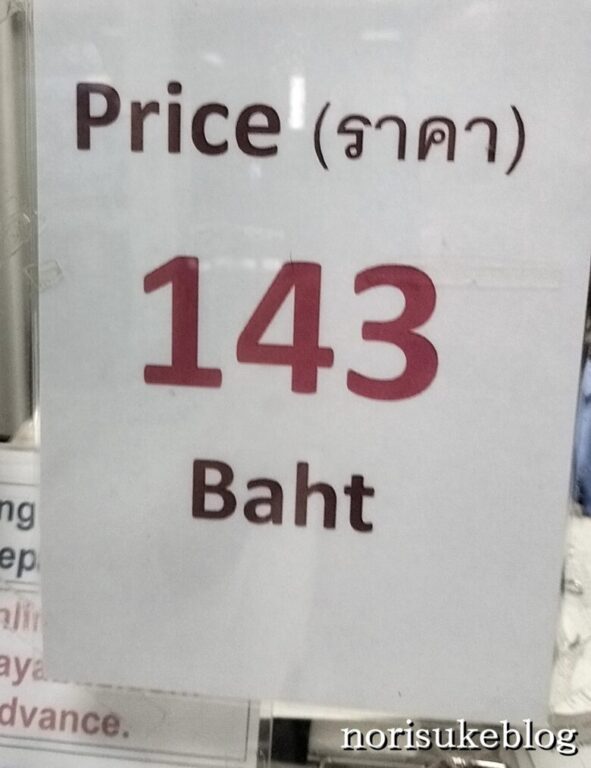 Price (ราคา)
143
Baht
dvance.
norisukeblog